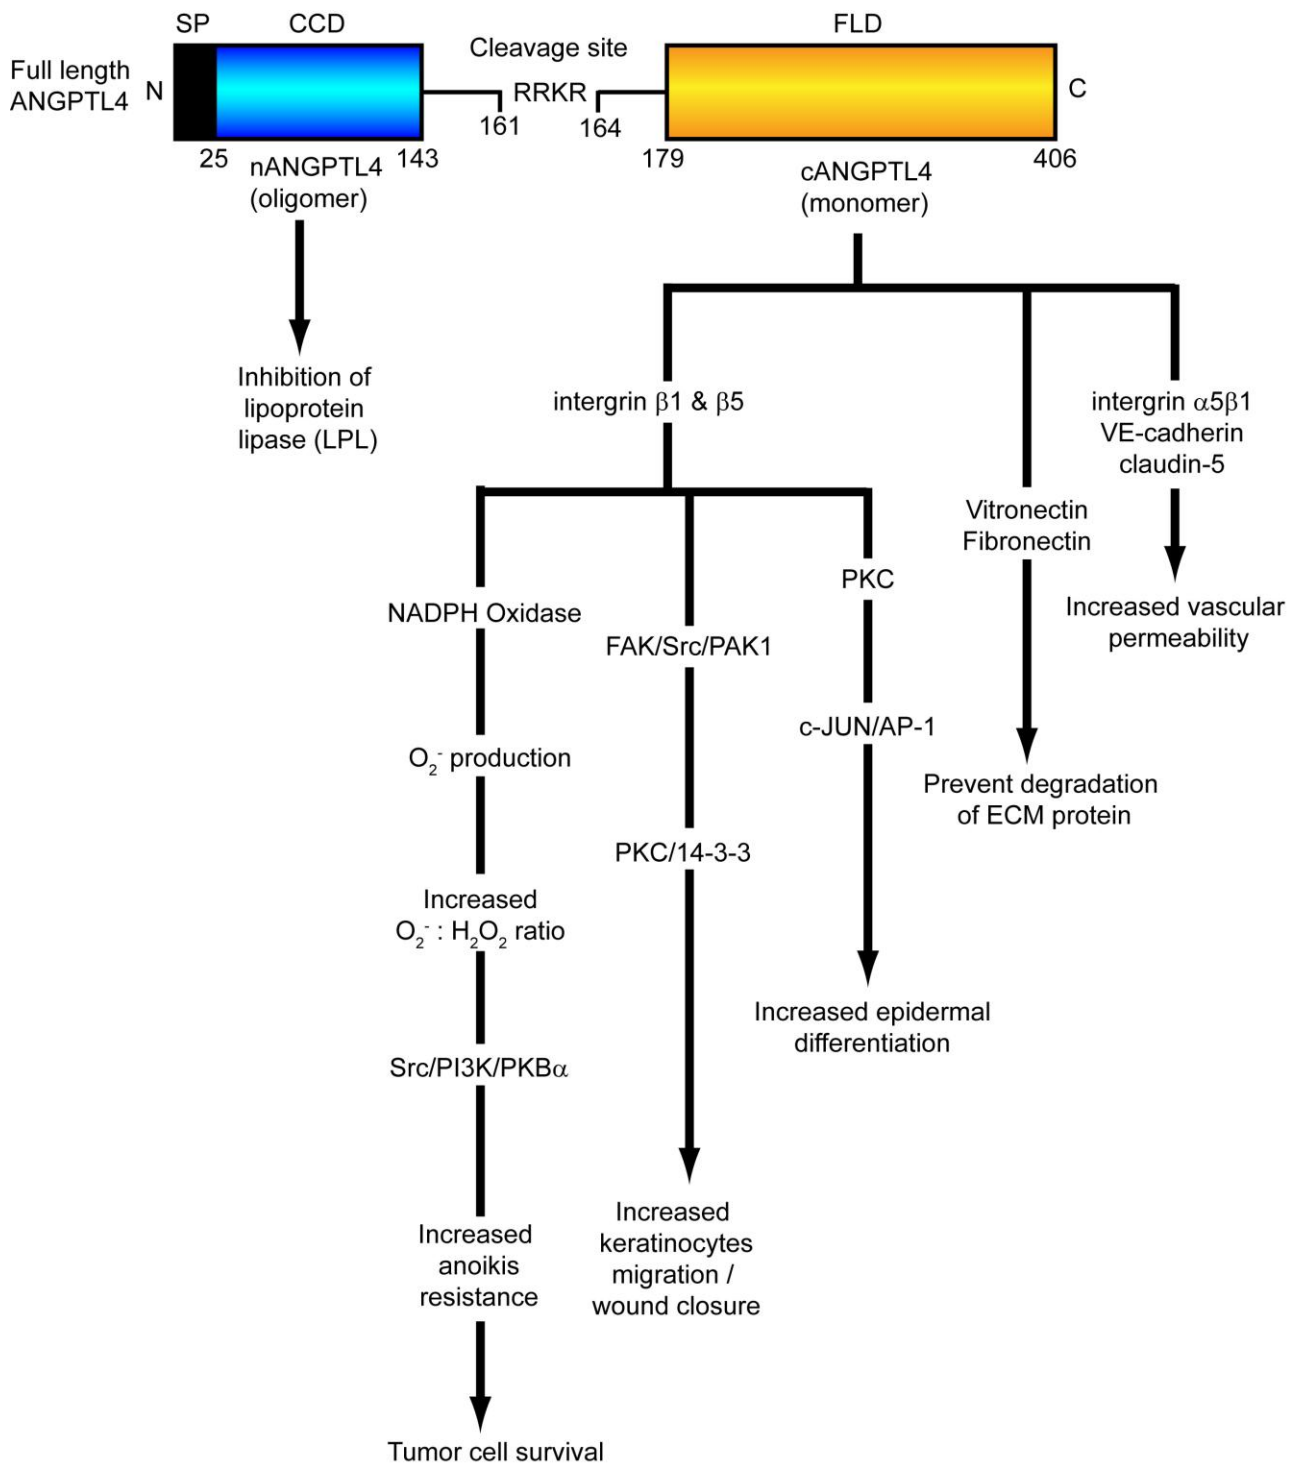 SP
CCD
FLD
Cleavage site
Full length
ANGPTL4
N
RRKR
C
161
164
25
143
179
406
nANGPTL4
(oligomer)
cANGPTL4
(monomer)
Inhibition of
lipoprotein
lipase (LPL)
intergrin β1 & β5
intergrin α5β1
VE-cadherin
claudin-5
Vitronectin
Fibronectin
PKC
NADPH Oxidase
Increased vascular
permeability
FAK/Src/PAK1
c-JUN/AP-1
O₂⁻ production
Prevent degradation
of ECM protein
PKC/14-3-3
Increased
O₂⁻ : H₂O₂ ratio
Increased epidermal
differentiation
Src/PI3K/PKBα
Increased
keratinocytes
migration /
wound closure
Increased
anoikis
resistance
Tumor cell survival